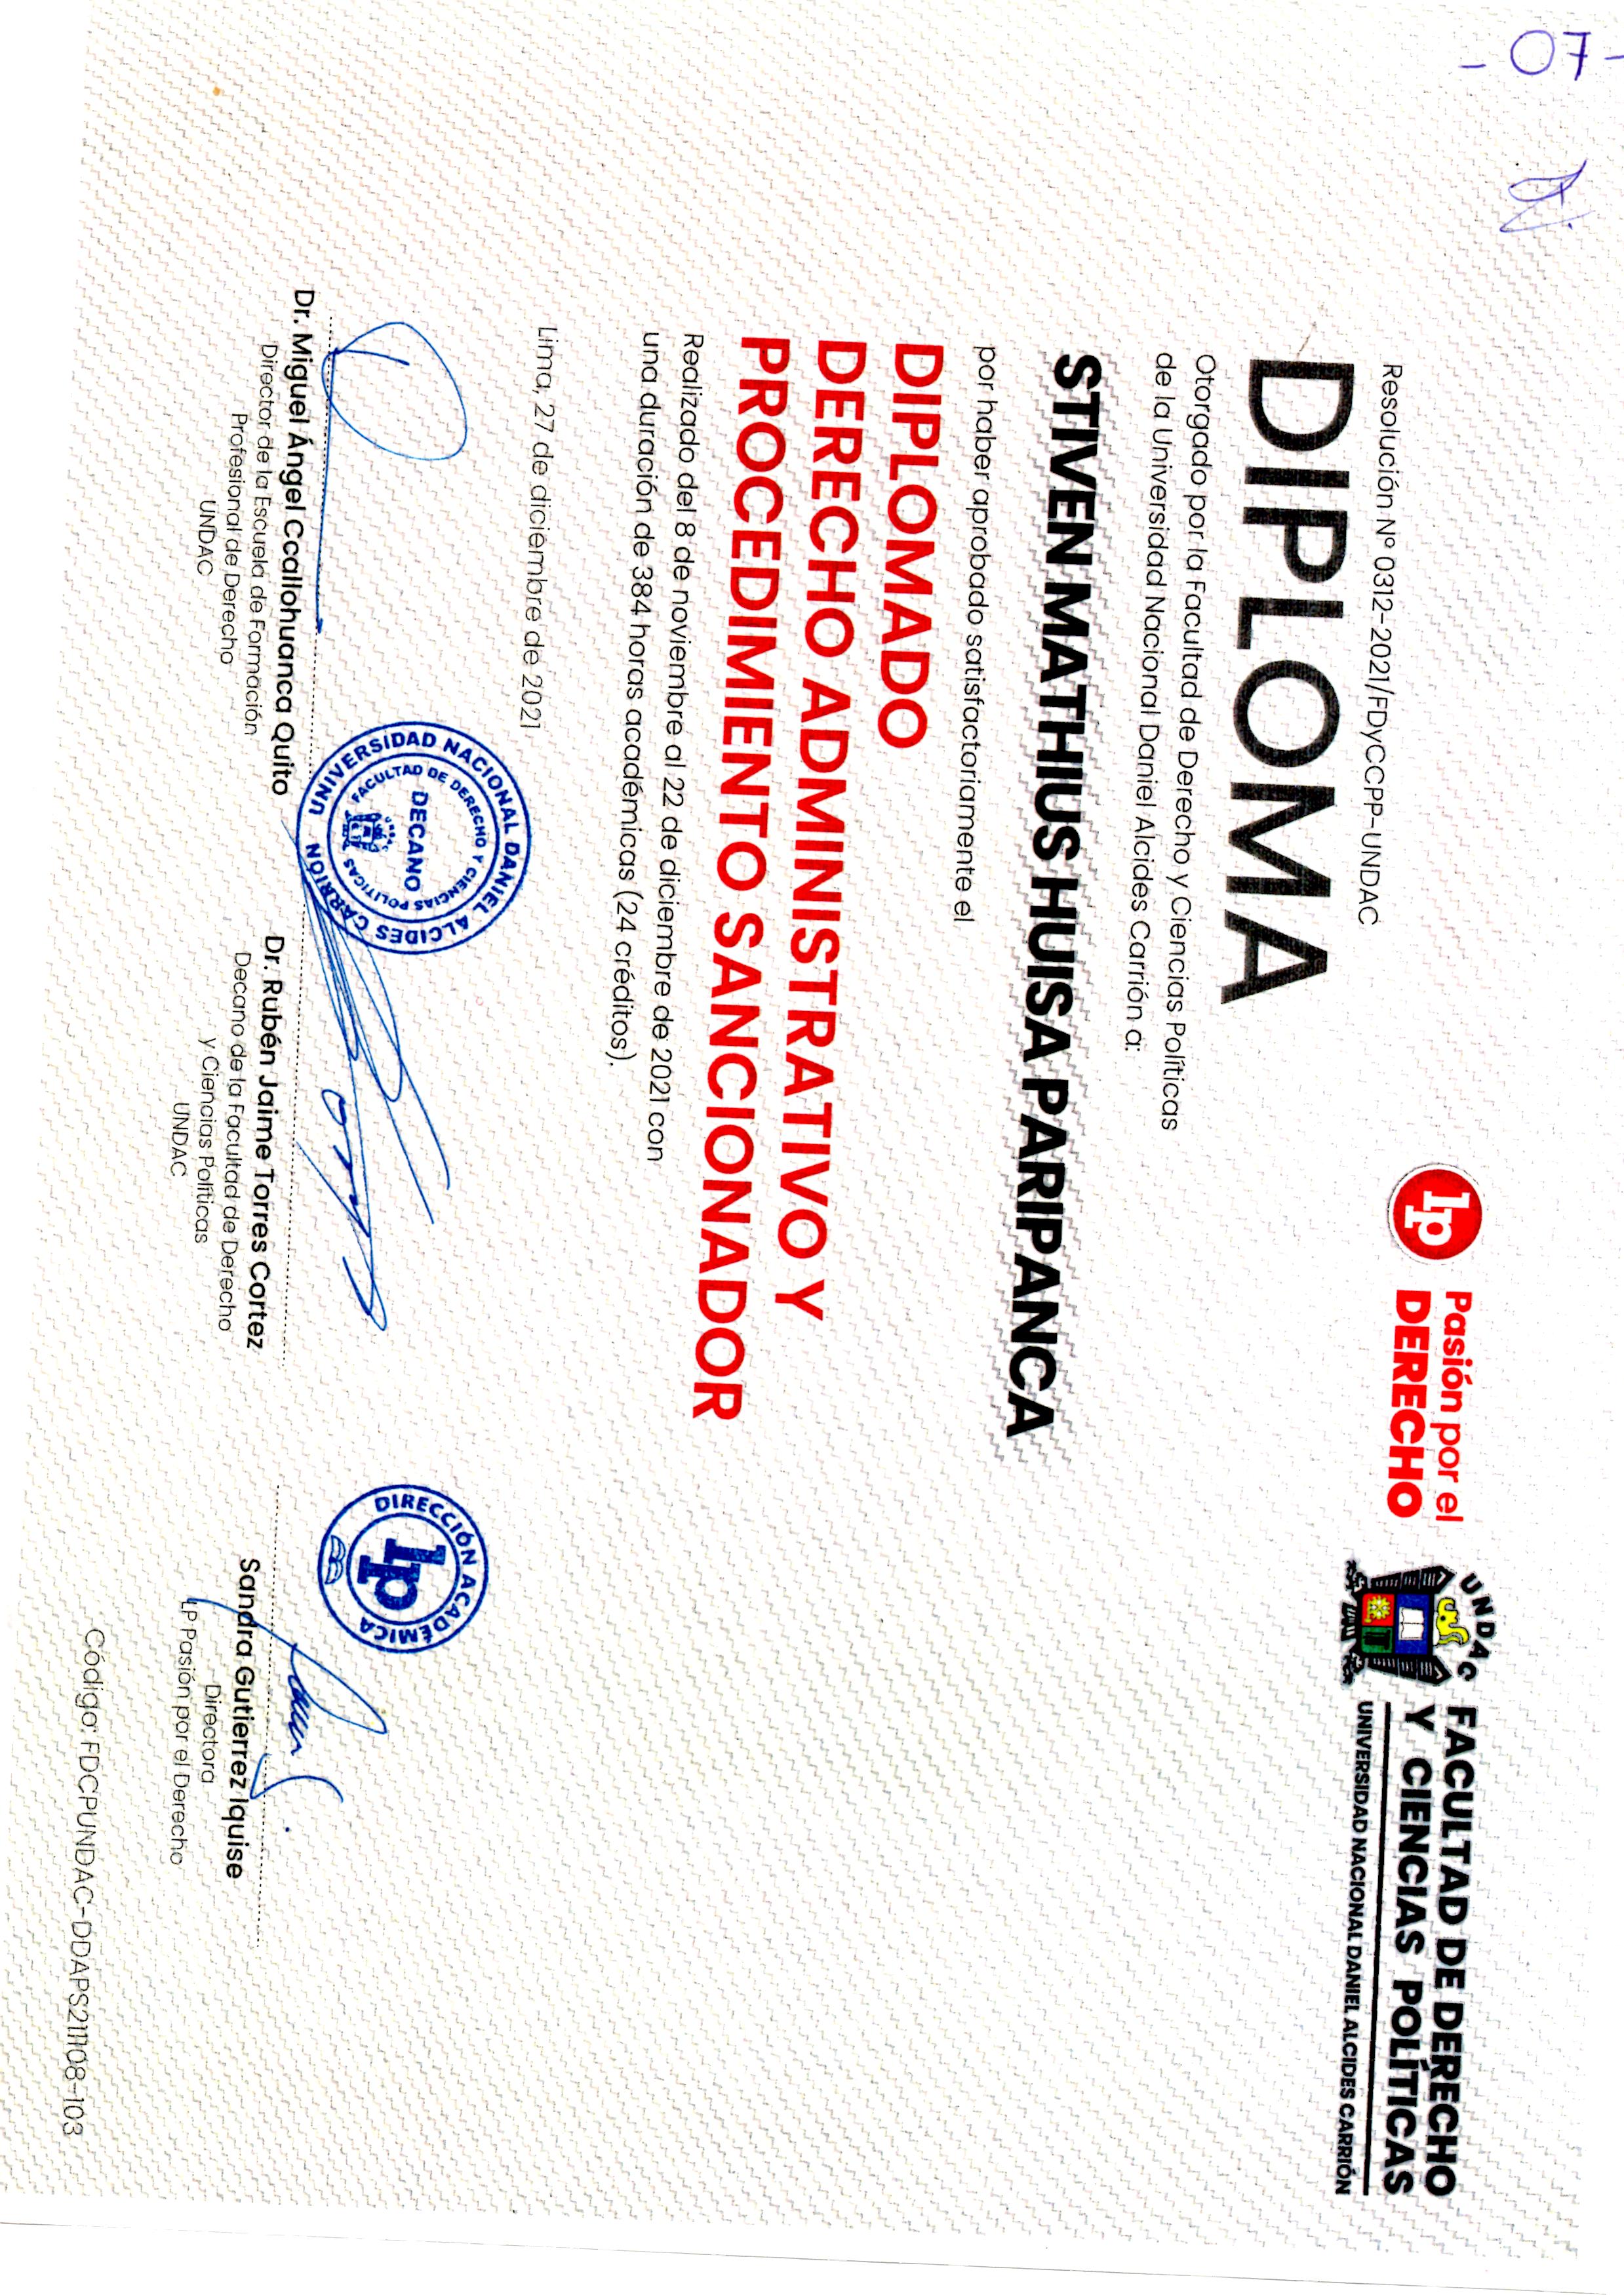 - 07 -
Resolución Nº 0312-2021/FDyCCPP-UNDAC
lp
Pasión por el
DERECHO
UNDAC
FACULTAD DE DERECHO
Y CIENCIAS POLÍTICAS
UNIVERSIDAD NACIONAL DANIEL ALCIDES CARRIÓN
DIPLOMA
Otorgado por la Facultad de Derecho y Ciencias Políticas
de la Universidad Nacional Daniel Alcides Carrión a:
STIVEN MATHIUS HUISA PARIPANCA
por haber aprobado satisfactoriamente el
DIPLOMADO
DERECHO ADMINISTRATIVO Y
PROCEDIMIENTO SANCIONADOR
Realizado del 8 de noviembre al 22 de diciembre de 2021 con
una duración de 384 horas académicas (24 créditos).
Lima, 27 de diciembre de 2021
Dr. Miguel Ángel Ccallohuanca Quito
Director de la Escuela de Formación
Profesional de Derecho
UNDAC
UNIVERSIDAD NACIONAL DANIEL ALCIDES CARRIÓN
FACULTAD DE DERECHO Y CIENCIAS POLÍTICAS
DECANO
Dr. Rubén Jaime Torres Cortez
Decano de la Facultad de Derecho
y Ciencias Políticas
UNDAC
DIRECCIÓN ACADÉMICA
lp
Sandra Gutierrez Iquise
Directora
LP Pasión por el Derecho
Código: FDCPUNDAC-DDAPS211108-103